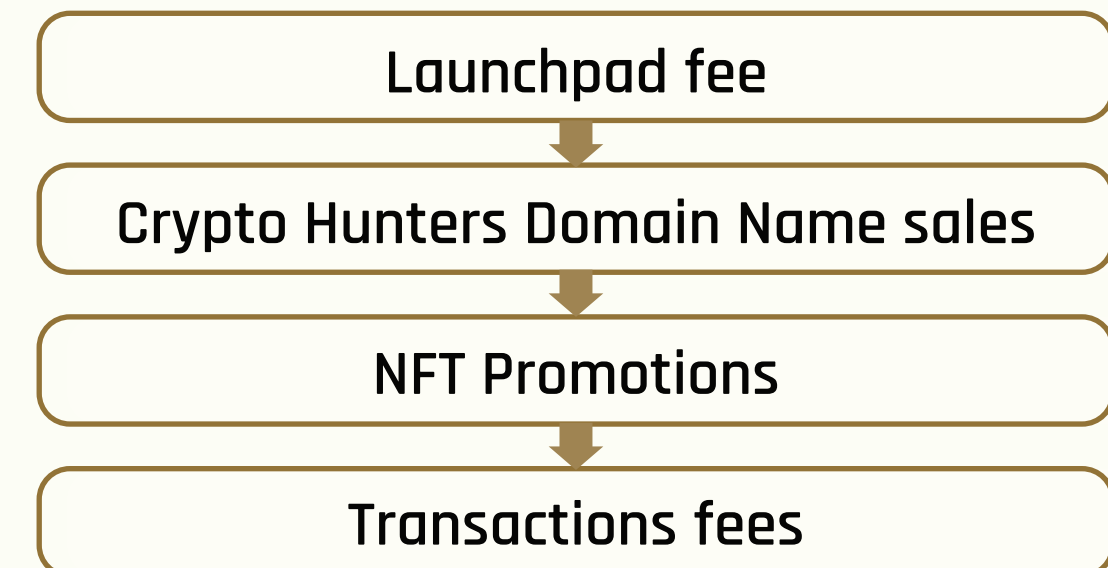 Launchpad fee
Crypto Hunters Domain Name sales
NFT Promotions
Transactions fees